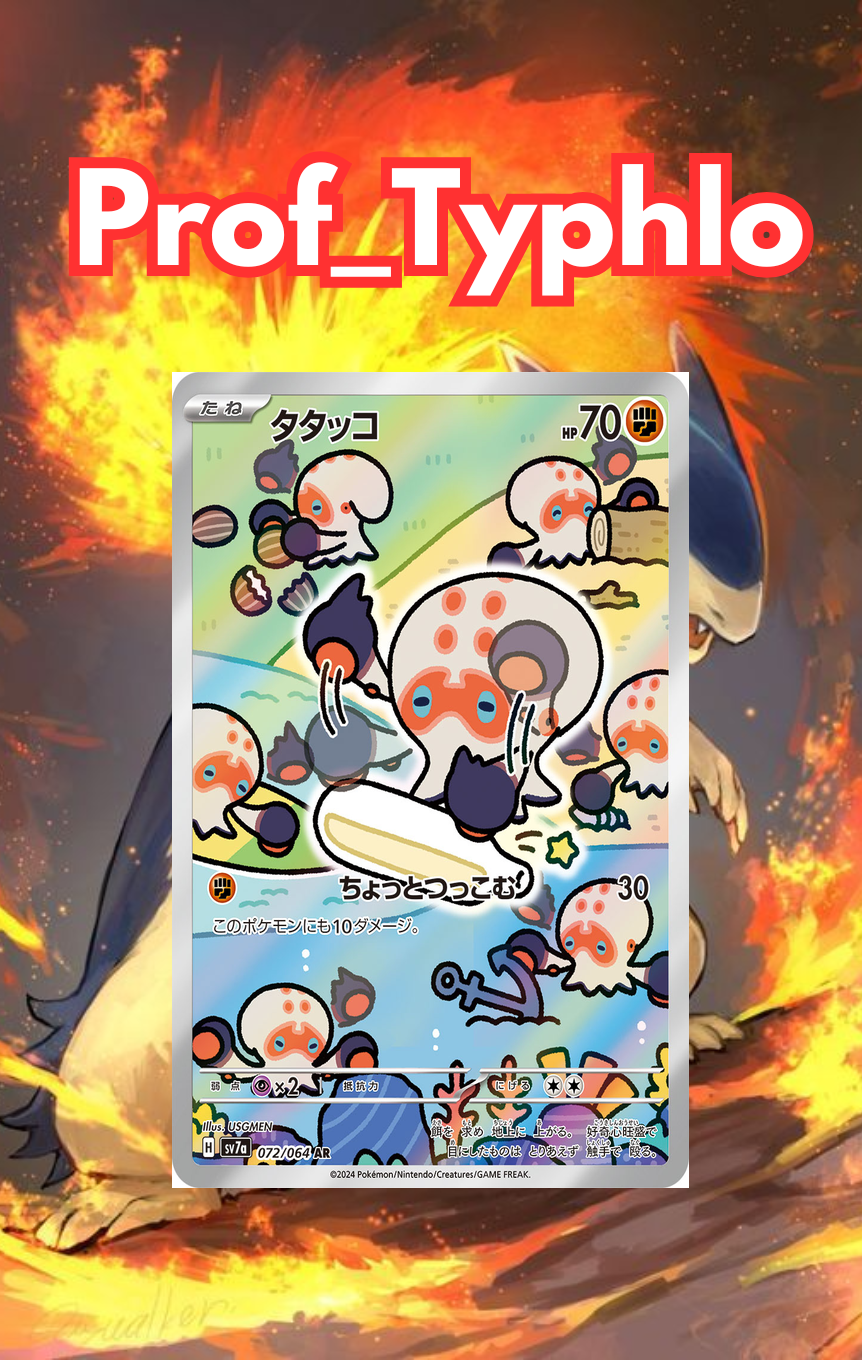 Prof_Typhlo
たね タタッコ HP70
ちょっとつっこむ 30
このポケモンにも10ダメージ。
弱点 ×2 抵抗力 にげる
Illus. USGMEN
餌を 求め 地上に 上がる。 好奇心旺盛で
目にしたものは とりあえず 触手で 殴る。
H sv7a 072/064 AR
©2024 Pokémon/Nintendo/Creatures/GAME FREAK.